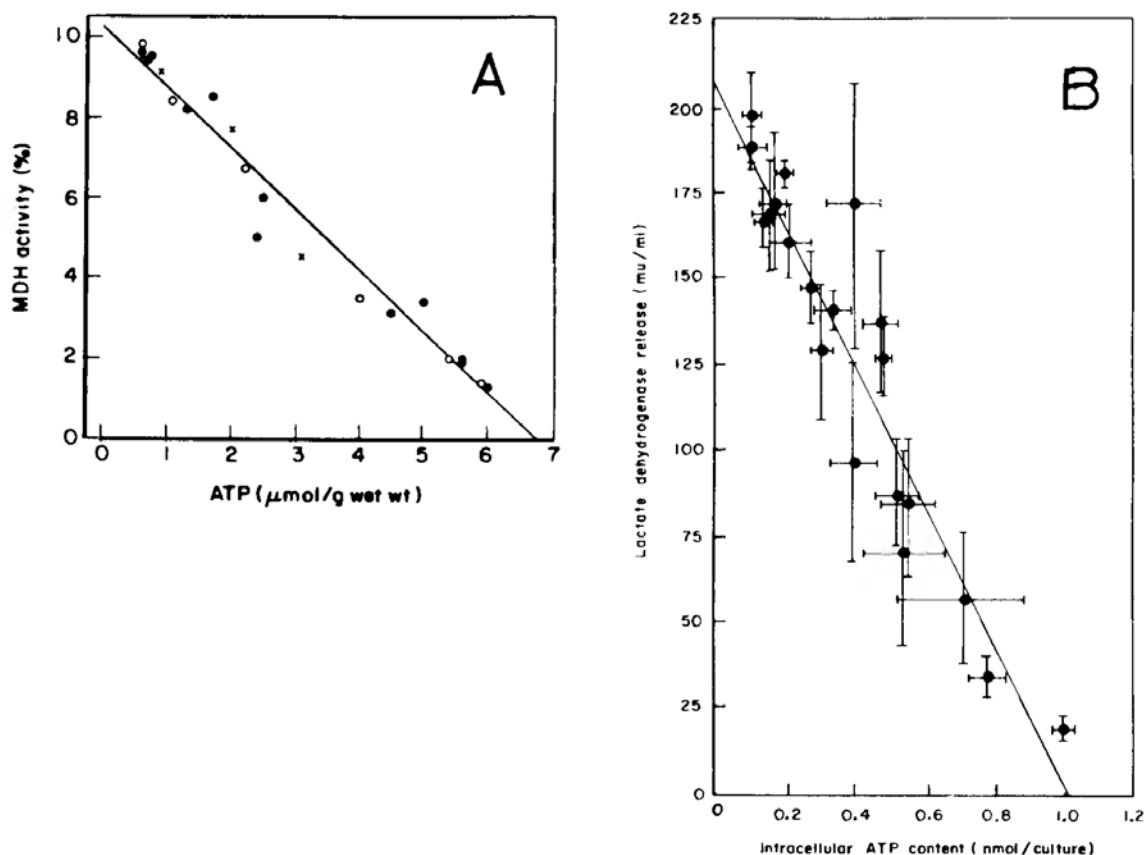 A
MDH activity (%)
10
8
6
4
2
0
0 1 2 3 4 5 6 7
ATP (μmol/g wet wt)
B
Lactate dehydrogenase release (mu/ml)
225
200
175
150
125
100
75
50
25
0
0 0.2 0.4 0.6 0.8 1.0 1.2
Intracellular ATP content (nmol/culture)